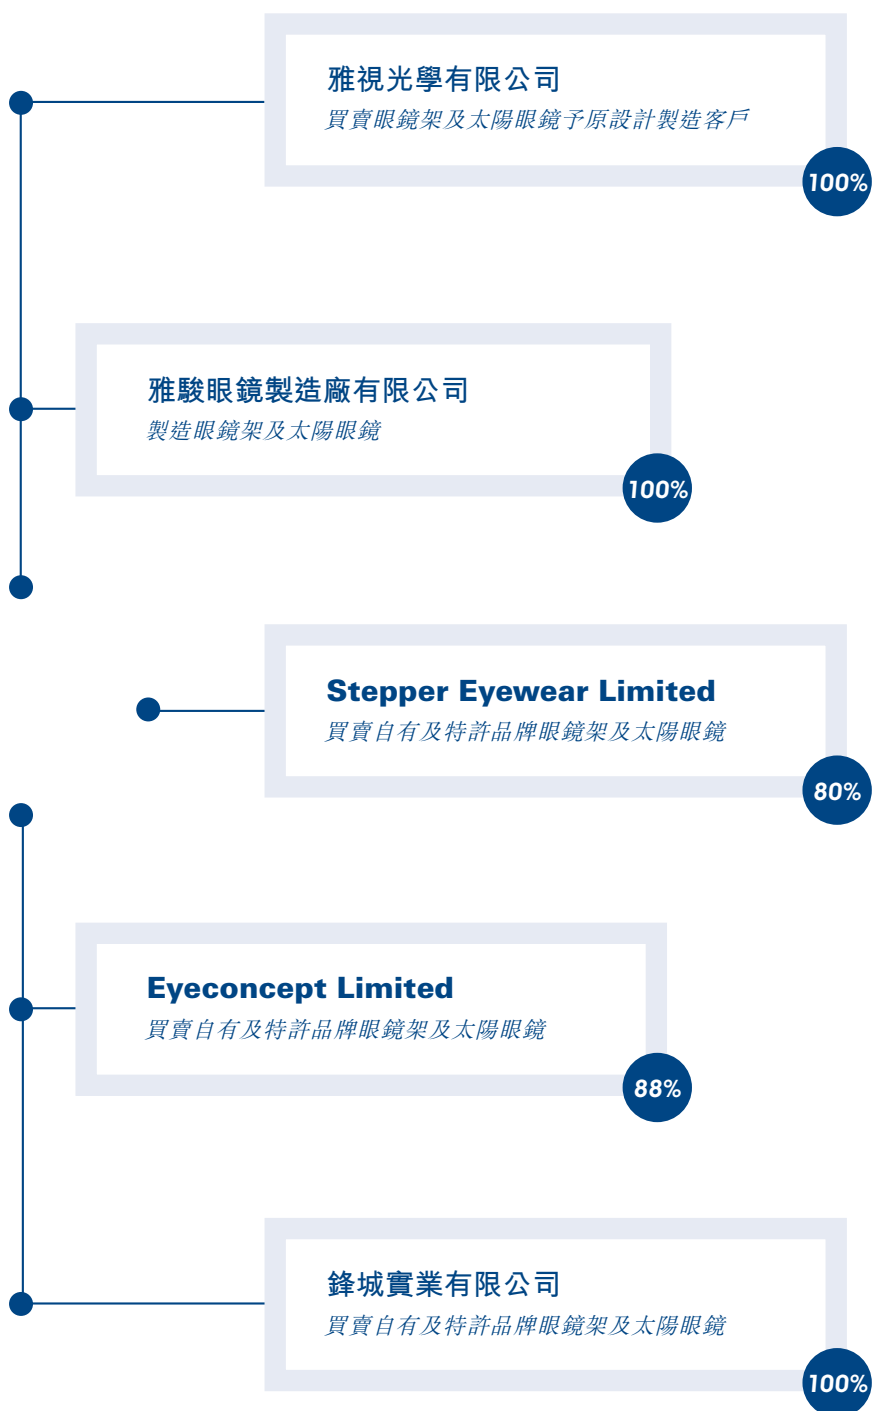 雅視光學有限公司
買賣眼鏡架及太陽眼鏡予原設計製造客戶
100%
雅駿眼鏡製造廠有限公司
製造眼鏡架及太陽眼鏡
100%
Stepper Eyewear Limited
買賣自有及特許品牌眼鏡架及太陽眼鏡
80%
Eyeconcept Limited
買賣自有及特許品牌眼鏡架及太陽眼鏡
88%
鋒城實業有限公司
買賣自有及特許品牌眼鏡架及太陽眼鏡
100%